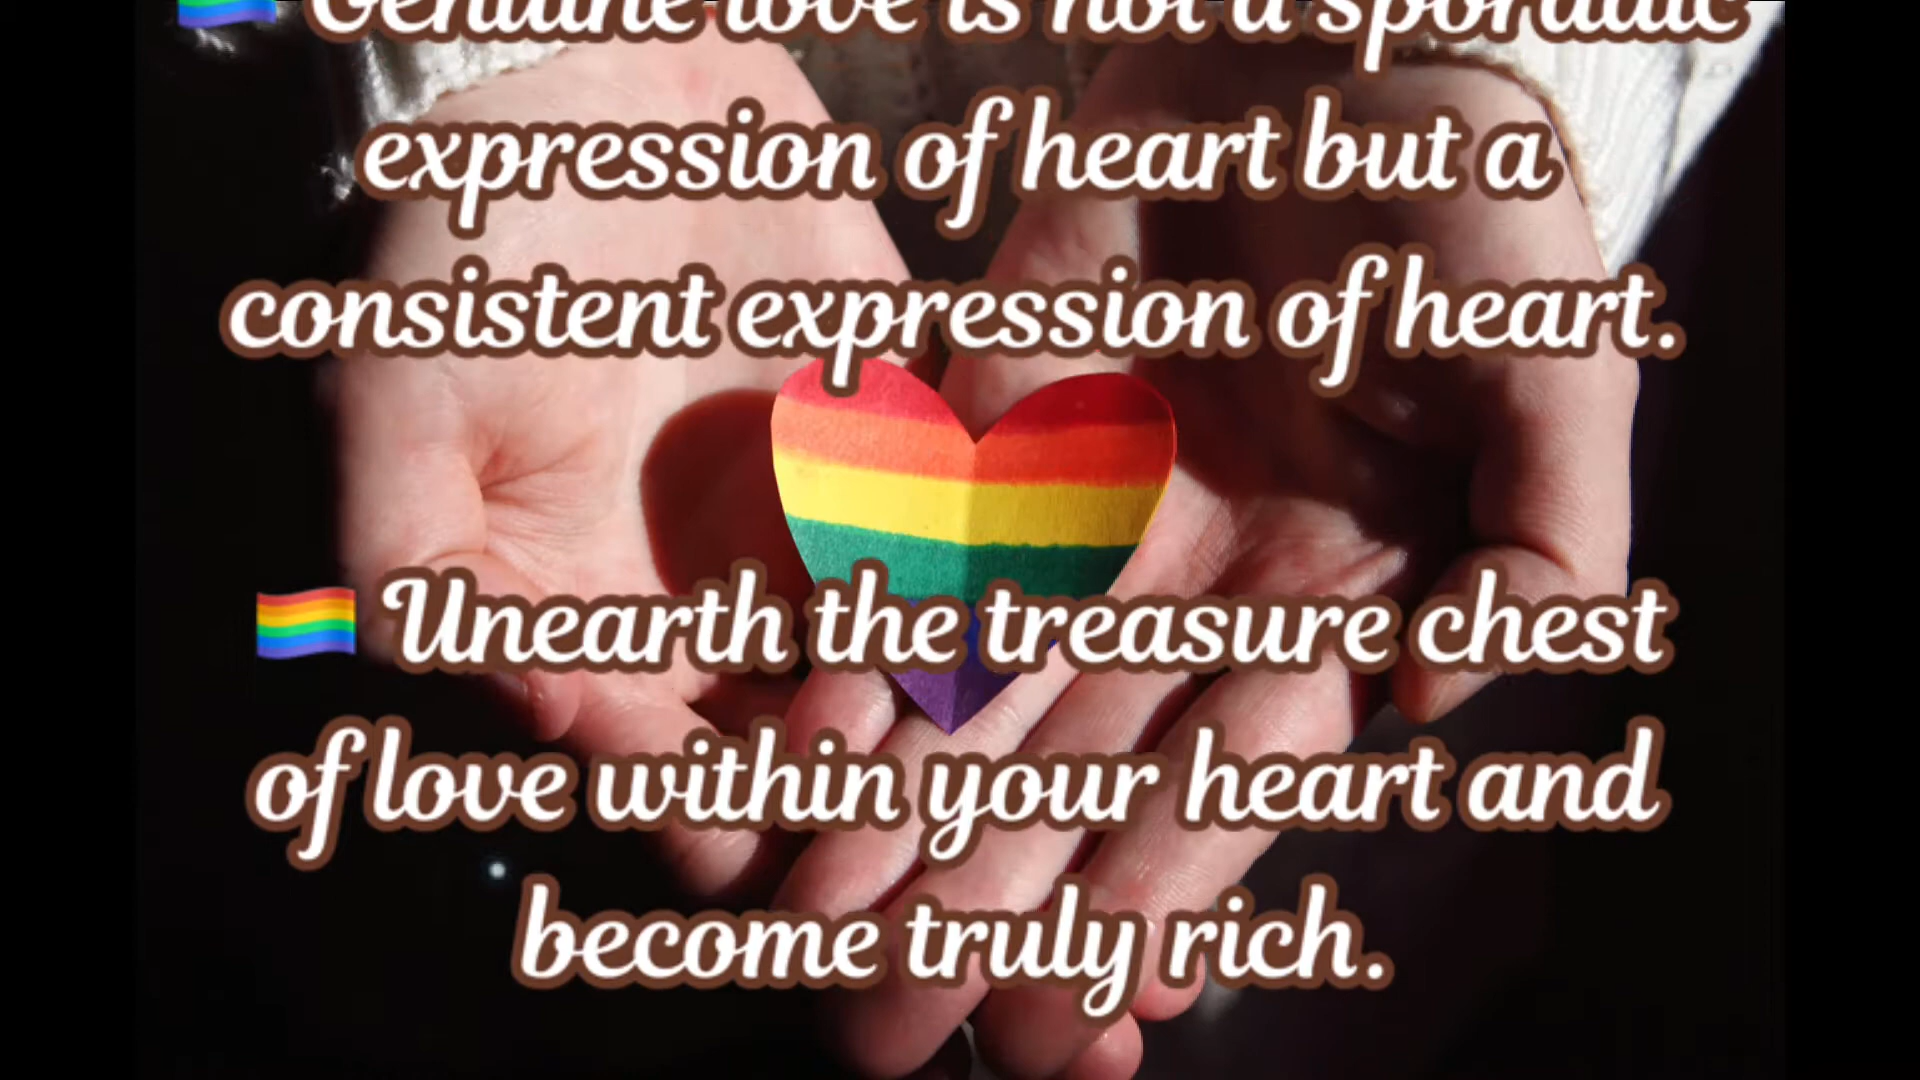 🏳️‍🌈 Genuine love is not a sporadic
expression of heart but a
consistent expression of heart.
🏳️‍🌈 Unearth the treasure chest
of love within your heart and
become truly rich.